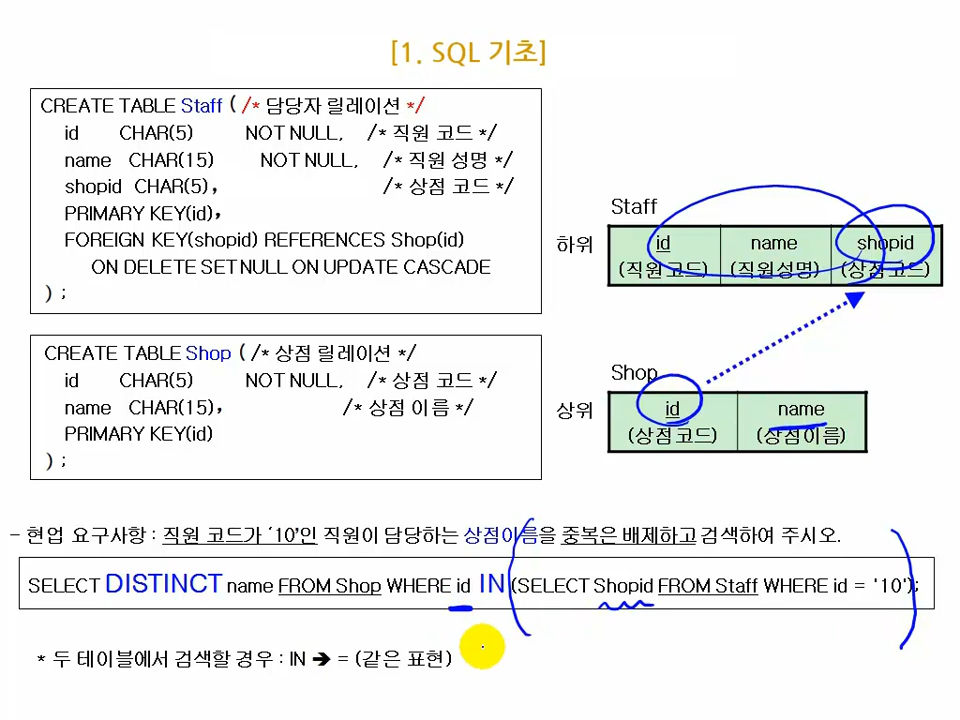 [1. SQL 기초]
CREATE TABLE Staff ( /* 담당자 릴레이션 */
id CHAR(5) NOT NULL, /* 직원 코드 */
name CHAR(15) NOT NULL, /* 직원 성명 */
shopid CHAR(5), /* 상점 코드 */
PRIMARY KEY(id),
FOREIGN KEY(shopid) REFERENCES Shop(id)
ON DELETE SET NULL ON UPDATE CASCADE
) ;
Staff
하위 id name shopid
(직원 코드) (직원성명) (상점코드)
CREATE TABLE Shop ( /* 상점 릴레이션 */
id CHAR(5) NOT NULL, /* 상점 코드 */
name CHAR(15), /* 상점 이름 */
PRIMARY KEY(id)
) ;
Shop
상위 id name
(상점코드) (상점이름)
- 현업 요구사항 : 직원 코드가 ‘10’인 직원이 담당하는 상점이름을 중복은 배제하고 검색하여 주시오.
SELECT DISTINCT name FROM Shop WHERE id IN (SELECT Shopid FROM Staff WHERE id = '10');
* 두 테이블에서 검색할 경우 : IN ➔ = (같은 표현)